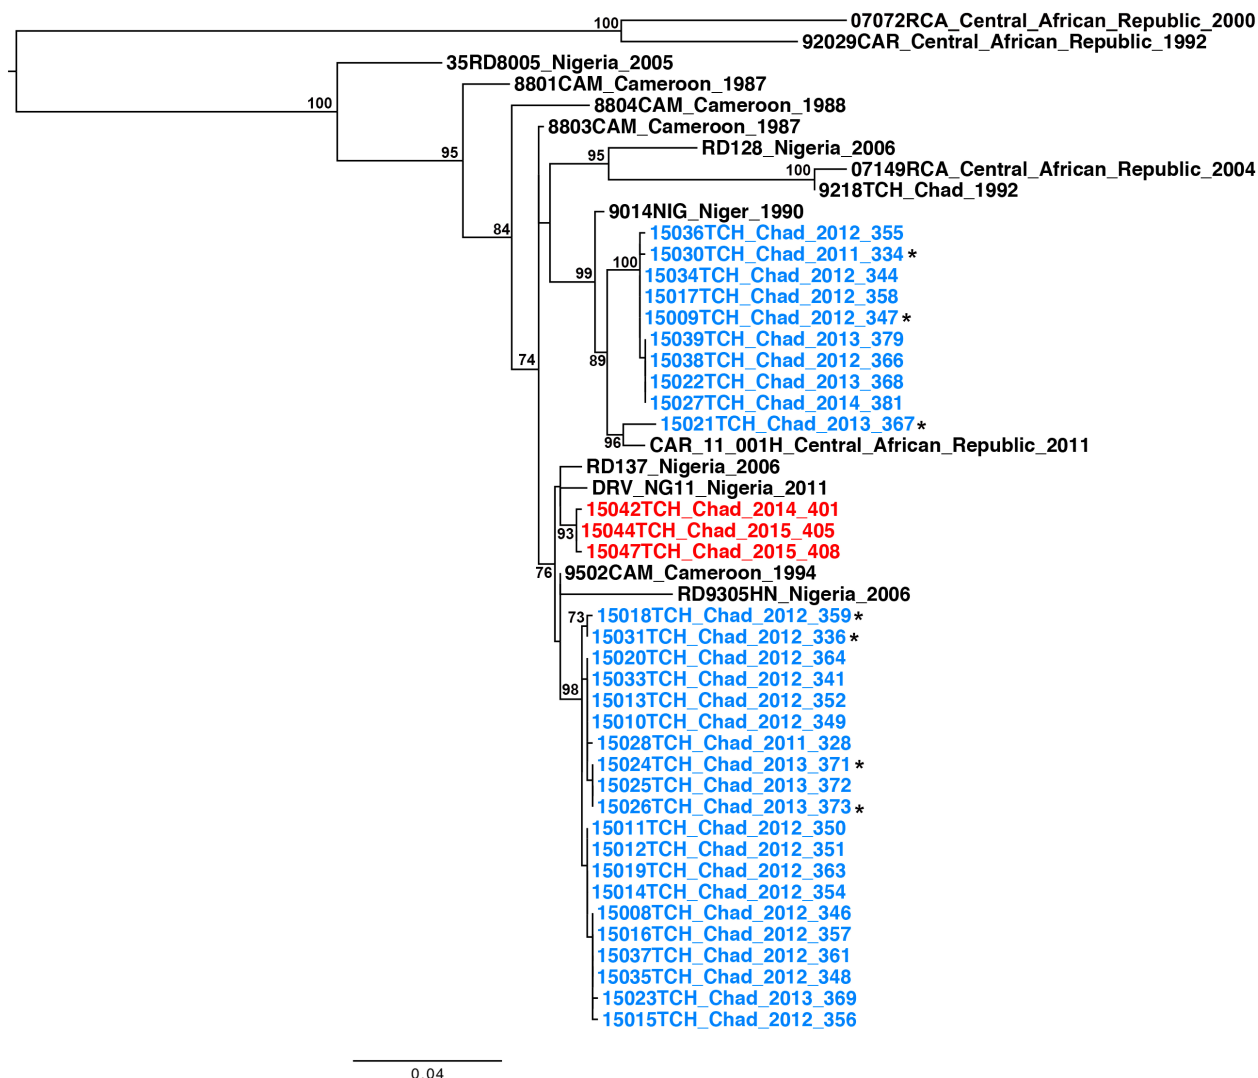 100
07072RCA_Central_African_Republic_2000
92029CAR_Central_African_Republic_1992
35RD8005_Nigeria_2005
8801CAM_Cameroon_1987
100
8804CAM_Cameroon_1988
8803CAM_Cameroon_1987
95
RD128_Nigeria_2006
95
100
07149RCA_Central_African_Republic_2004
9218TCH_Chad_1992
9014NIG_Niger_1990
84
15036TCH_Chad_2012_355
15030TCH_Chad_2011_334 *
100
99
15034TCH_Chad_2012_344
15017TCH_Chad_2012_358
15009TCH_Chad_2012_347 *
15039TCH_Chad_2013_379
74
89
15038TCH_Chad_2012_366
15022TCH_Chad_2013_368
15027TCH_Chad_2014_381
15021TCH_Chad_2013_367 *
96
CAR_11_001H_Central_African_Republic_2011
RD137_Nigeria_2006
DRV_NG11_Nigeria_2011
15042TCH_Chad_2014_401
93
15044TCH_Chad_2015_405
15047TCH_Chad_2015_408
76
9502CAM_Cameroon_1994
RD9305HN_Nigeria_2006
73
15018TCH_Chad_2012_359 *
15031TCH_Chad_2012_336 *
15020TCH_Chad_2012_364
15033TCH_Chad_2012_341
98
15013TCH_Chad_2012_352
15010TCH_Chad_2012_349
15028TCH_Chad_2011_328
15024TCH_Chad_2013_371 *
15025TCH_Chad_2013_372
15026TCH_Chad_2013_373 *
15011TCH_Chad_2012_350
15012TCH_Chad_2012_351
15019TCH_Chad_2012_363
15014TCH_Chad_2012_354
15008TCH_Chad_2012_346
15016TCH_Chad_2012_357
15037TCH_Chad_2012_361
15035TCH_Chad_2012_348
15023TCH_Chad_2013_369
15015TCH_Chad_2012_356
0.04